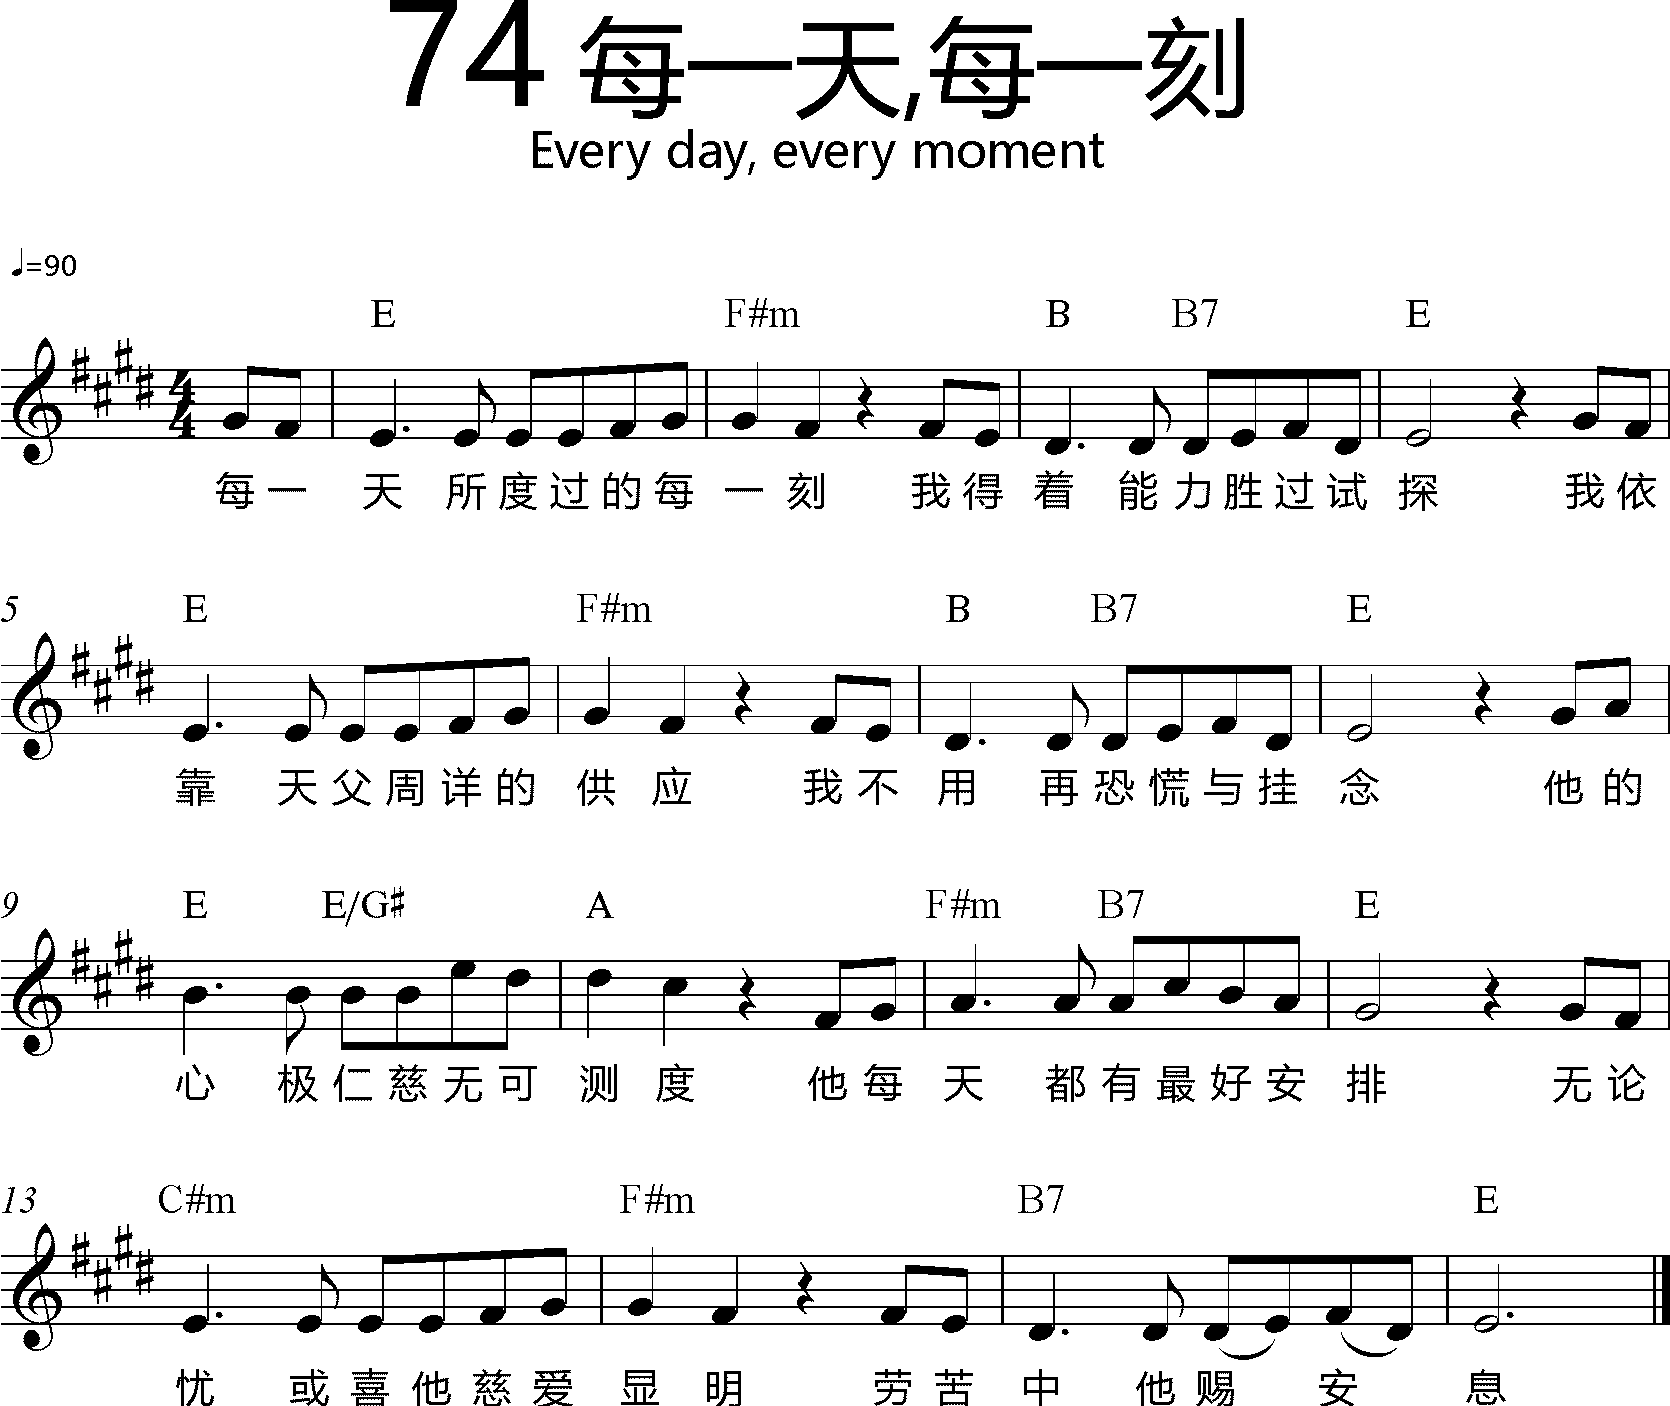 74 每一天,每一刻
Every day, every moment
♩=90
E F#m B B7 E
每一 天 所度过的每 一刻 我得 着 能力胜过试 探 我依
5 E F#m B B7 E
靠 天父周详的 供应 我不 用 再恐慌与挂 念 他的
9 E E/G♯ A F#m B7 E
心 极仁慈无可 测度 他每 天 都有最好安 排 无论
13 C#m F#m B7 E
忧 或喜他慈爱 显明 劳苦 中 他赐 安 息